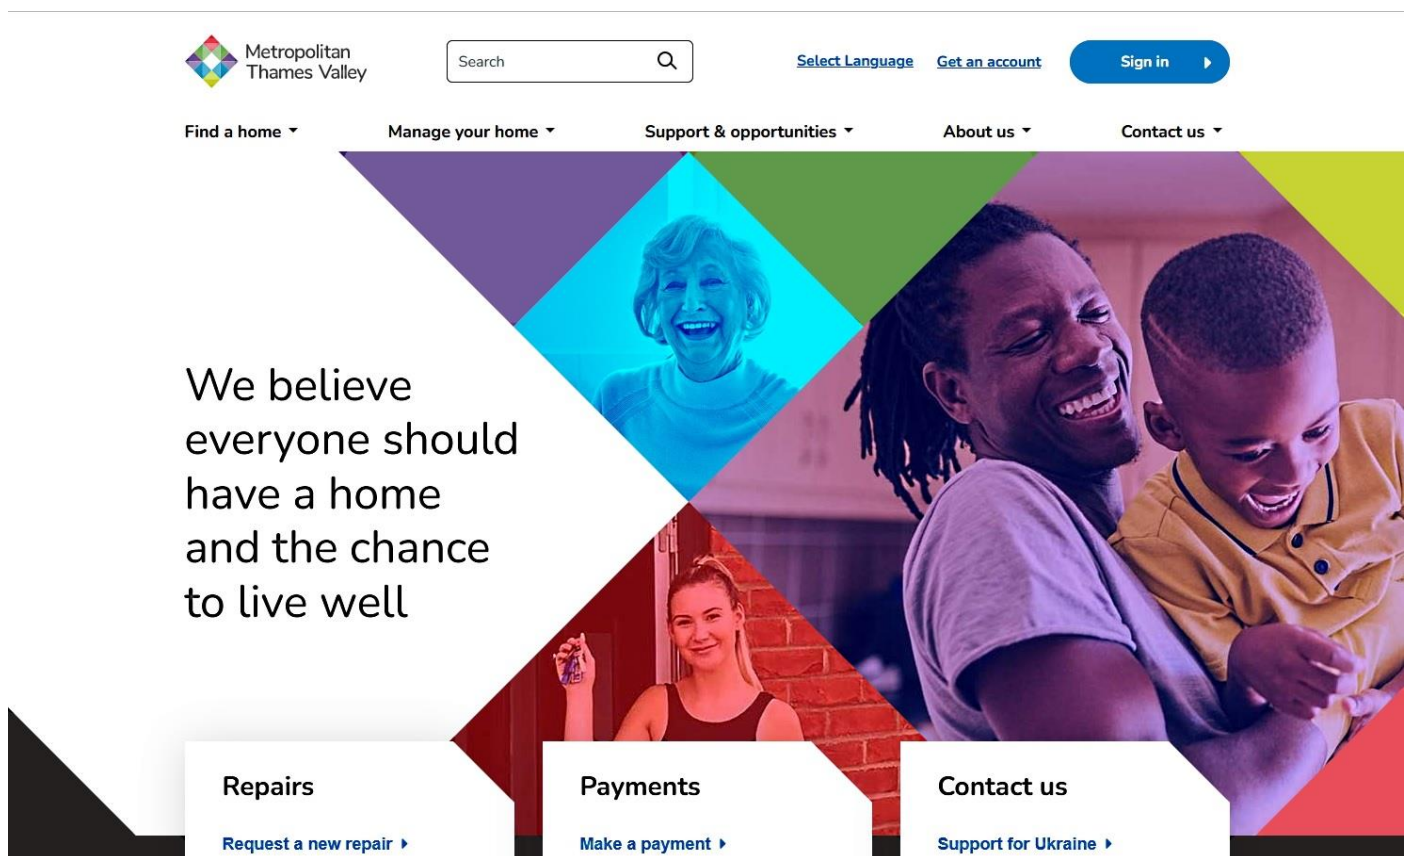 Metropolitan
Thames Valley
Search
Select Language
Get an account
Sign in
Find a home
Manage your home
Support & opportunities
About us
Contact us
We believe
everyone should
have a home
and the chance
to live well
Repairs
Request a new repair
Payments
Make a payment
Contact us
Support for Ukraine